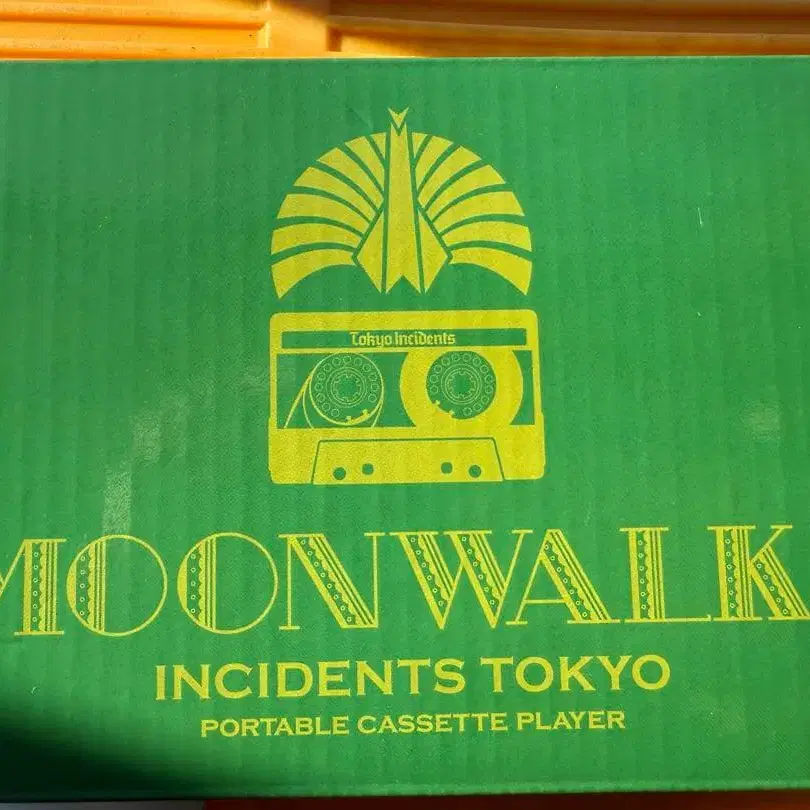 Tokyo Incidents
MOONWALK
INCIDENTS TOKYO
PORTABLE CASSETTE PLAYER